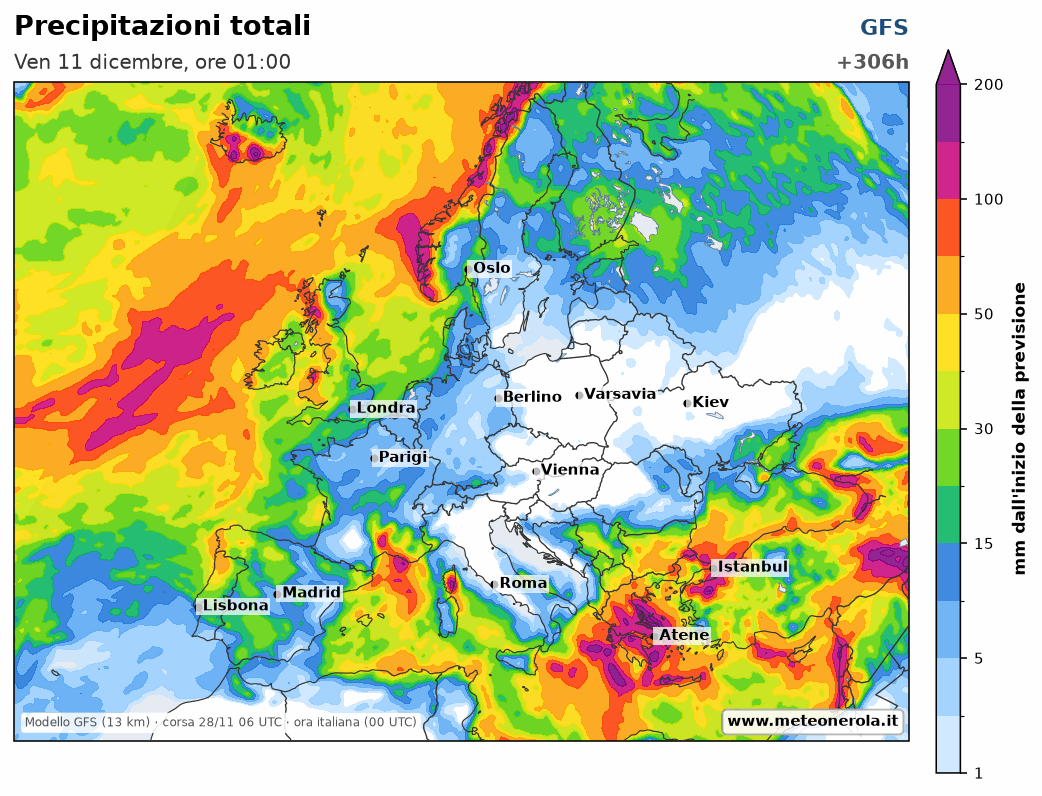 Precipitazioni totali
GFS
Ven 11 dicembre, ore 01:00
+306h
200
100
50
30
15
5
1
mm dall'inizio della previsione
Oslo
Berlino
Varsavia
Kiev
Londra
Parigi
Vienna
Istanbul
Roma
Madrid
Lisbona
Atene
Modello GFS (13 km) · corsa 28/11 06 UTC · ora italiana (00 UTC)
www.meteonerola.it